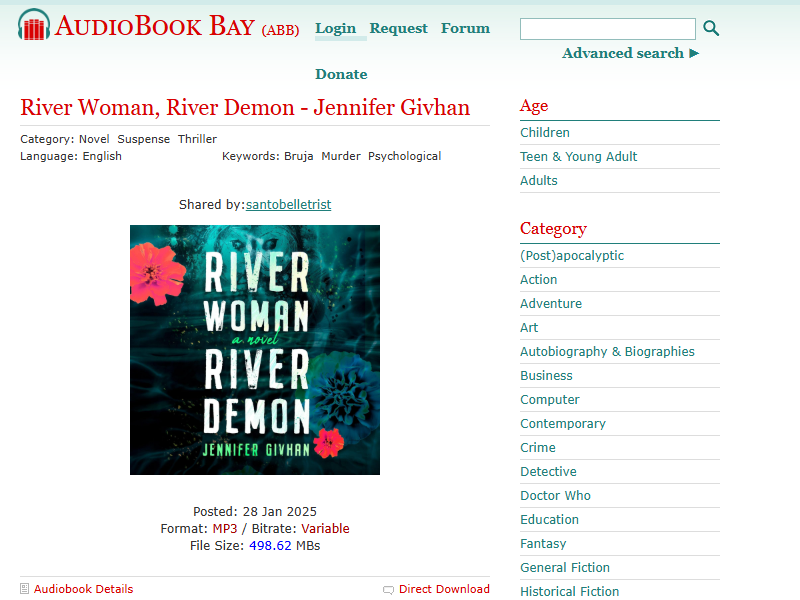 AUDIOBOOK BAY (ABB)
Login Request Forum
Donate
Advanced search ►
River Woman, River Demon - Jennifer Givhan
Category: Novel Suspense Thriller
Language: English Keywords: Bruja Murder Psychological
Shared by:santobelletrist
RIVER
WOMAN
a novel
RIVER
DEMON
JENNIFER GIVHAN
Posted: 28 Jan 2025
Format: MP3 / Bitrate: Variable
File Size: 498.62 MBs
Audiobook Details Direct Download
Age
Children
Teen & Young Adult
Adults
Category
(Post)apocalyptic
Action
Adventure
Art
Autobiography & Biographies
Business
Computer
Contemporary
Crime
Detective
Doctor Who
Education
Fantasy
General Fiction
Historical Fiction